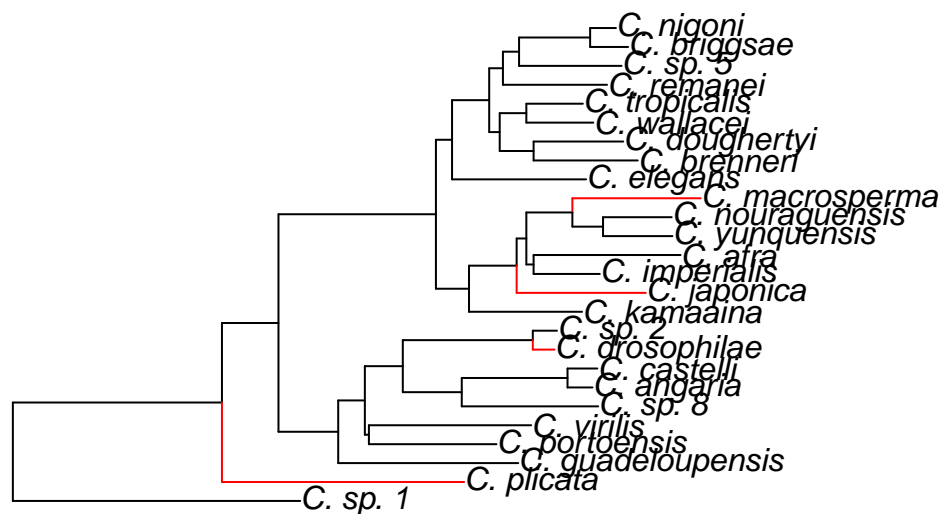 C. nigoni
C. briggsae
C. sp. 5
C. remanei
C. tropicalis
C. wallacei
C. doughertyi
C. brenneri
C. elegans
C. macrosperma
C. nouraguensis
C. yunquensis
C. afra
C. imperialis
C. japonica
C. kamaaina
C. sp. 2
C. drosophilae
C. castelli
C. angaria
C. sp. 8
C. virilis
C. portoensis
C. guadeloupensis
C. plicata
C. sp. 1